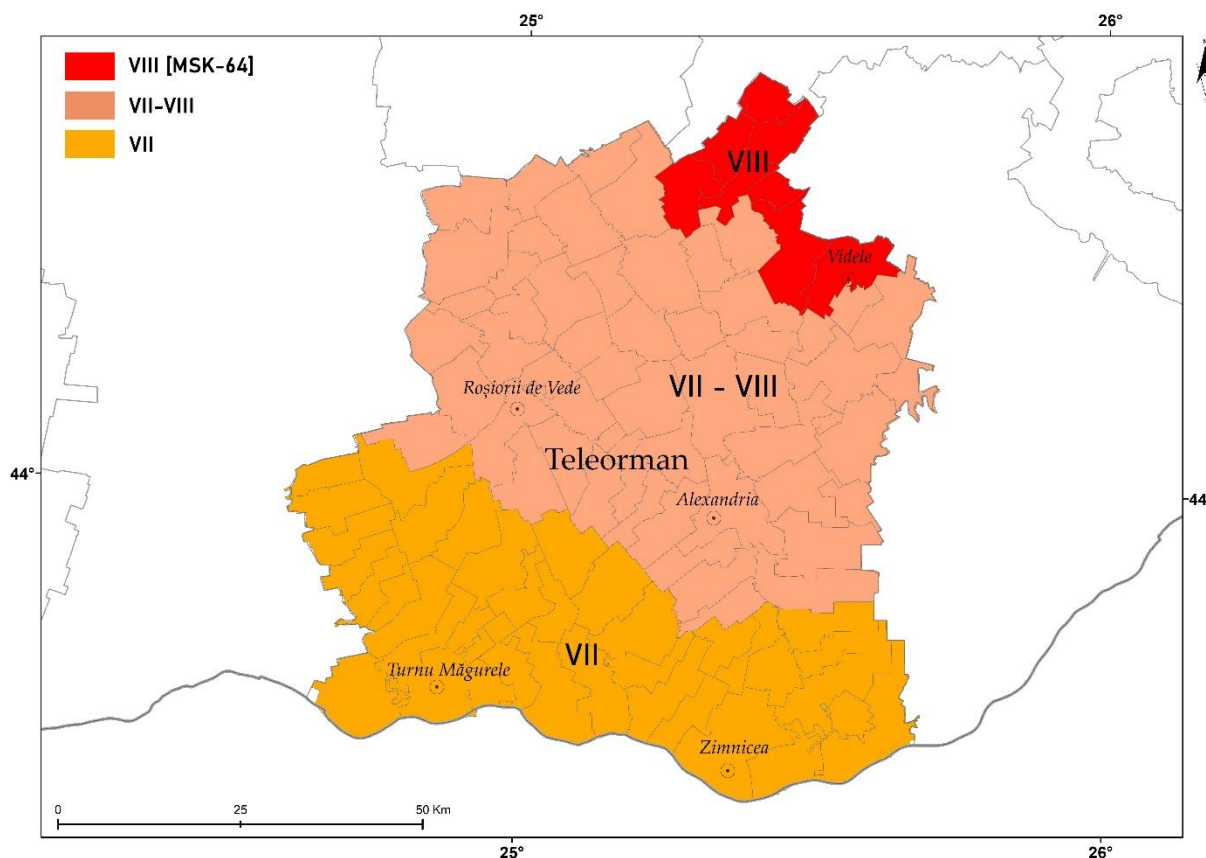 25°
26°
VIII [MSK-64]
VII-VIII
VII
VIII
Videle
Roșiorii de Vede
VII - VIII
Teleorman
44°
Alexandria
44
VII
Turnu Măgurele
Zimnicea
0
25
50 Km
25°
26°